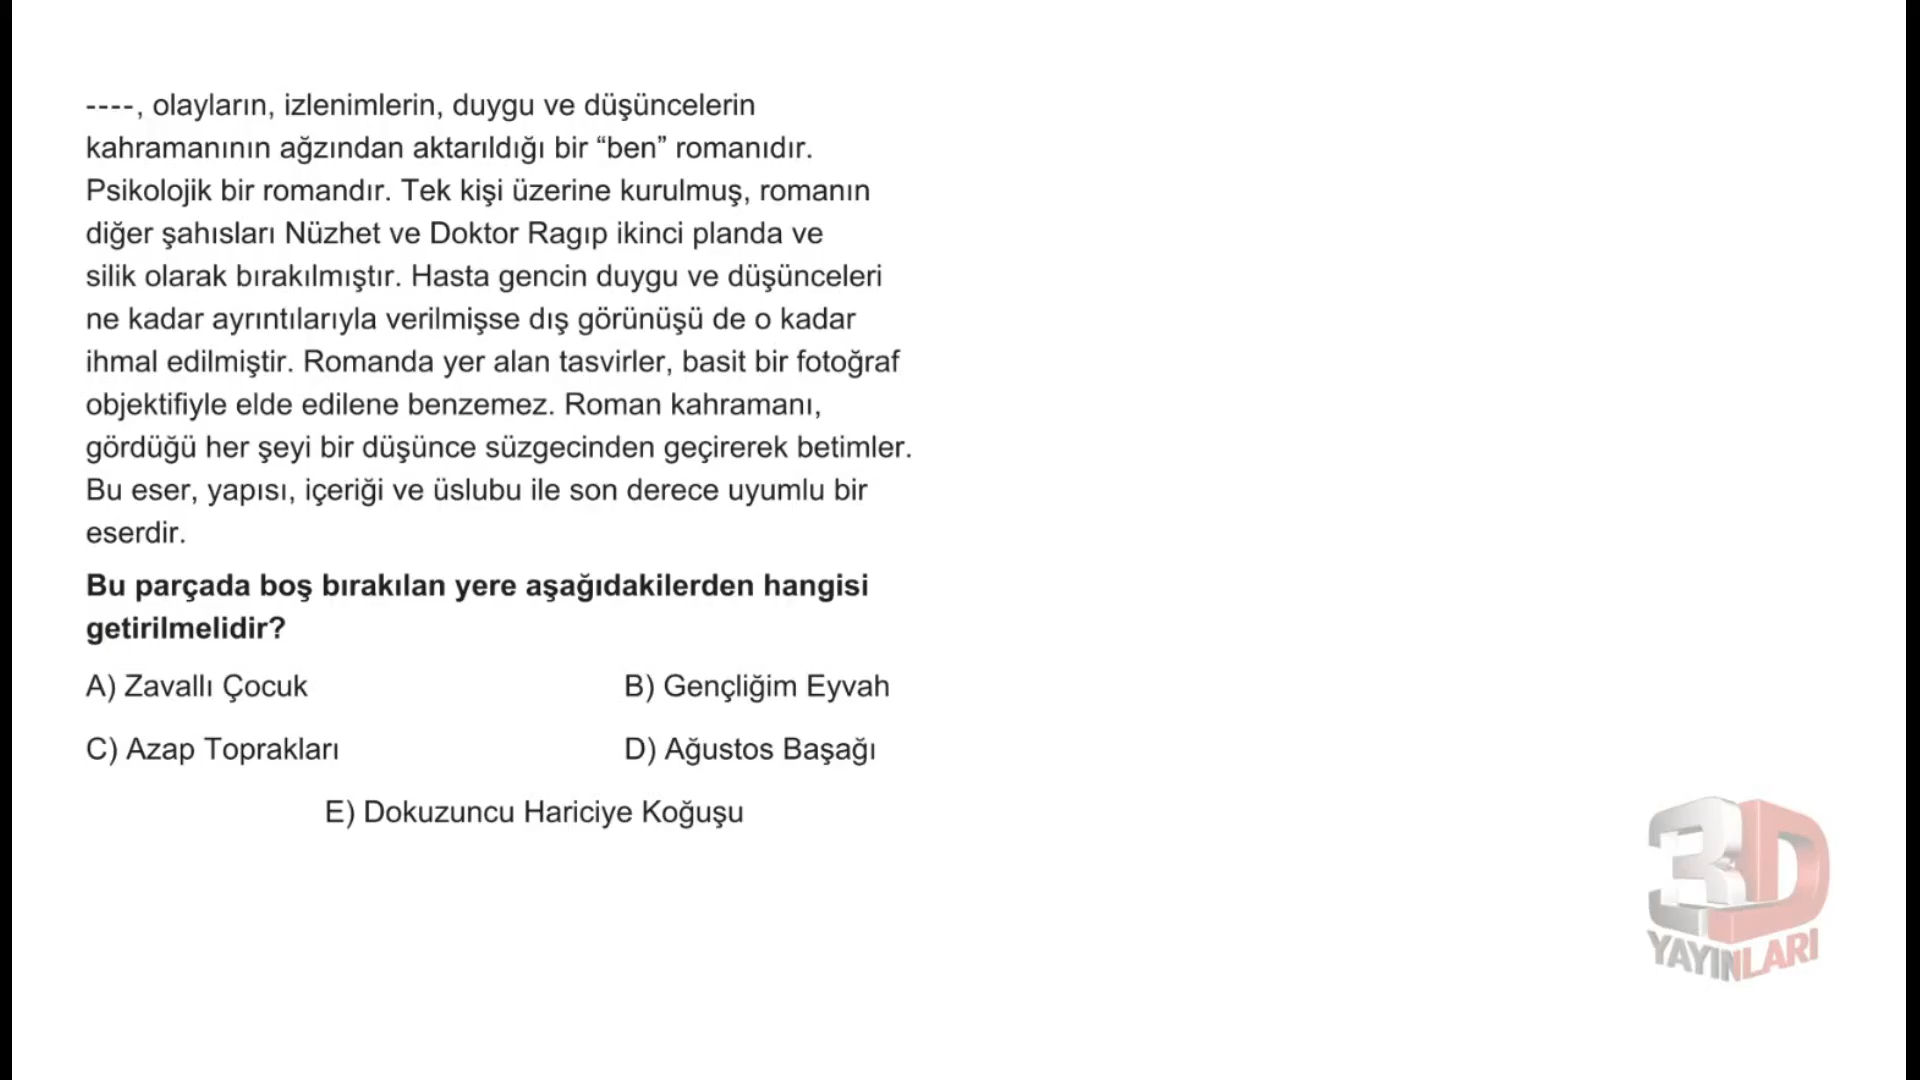 ----, olayların, izlenimlerin, duygu ve düşüncelerin
kahramanının ağzından aktarıldığı bir “ben” romanıdır.
Psikolojik bir romandır. Tek kişi üzerine kurulmuş, romanın
diğer şahısları Nüzhet ve Doktor Ragıp ikinci planda ve
silik olarak bırakılmıştır. Hasta gencin duygu ve düşünceleri
ne kadar ayrıntılarıyla verilmişse dış görünüşü de o kadar
ihmal edilmiştir. Romanda yer alan tasvirler, basit bir fotoğraf
objektifiyle elde edilene benzemez. Roman kahramanı,
gördüğü her şeyi bir düşünce süzgecinden geçirerek betimler.
Bu eser, yapısı, içeriği ve üslubu ile son derece uyumlu bir
eserdir.
Bu parçada boş bırakılan yere aşağıdakilerden hangisi
getirilmelidir?
A) Zavallı Çocuk B) Gençliğim Eyvah
C) Azap Toprakları D) Ağustos Başağı
E) Dokuzuncu Hariciye Koğuşu
3D
YAYINLARI